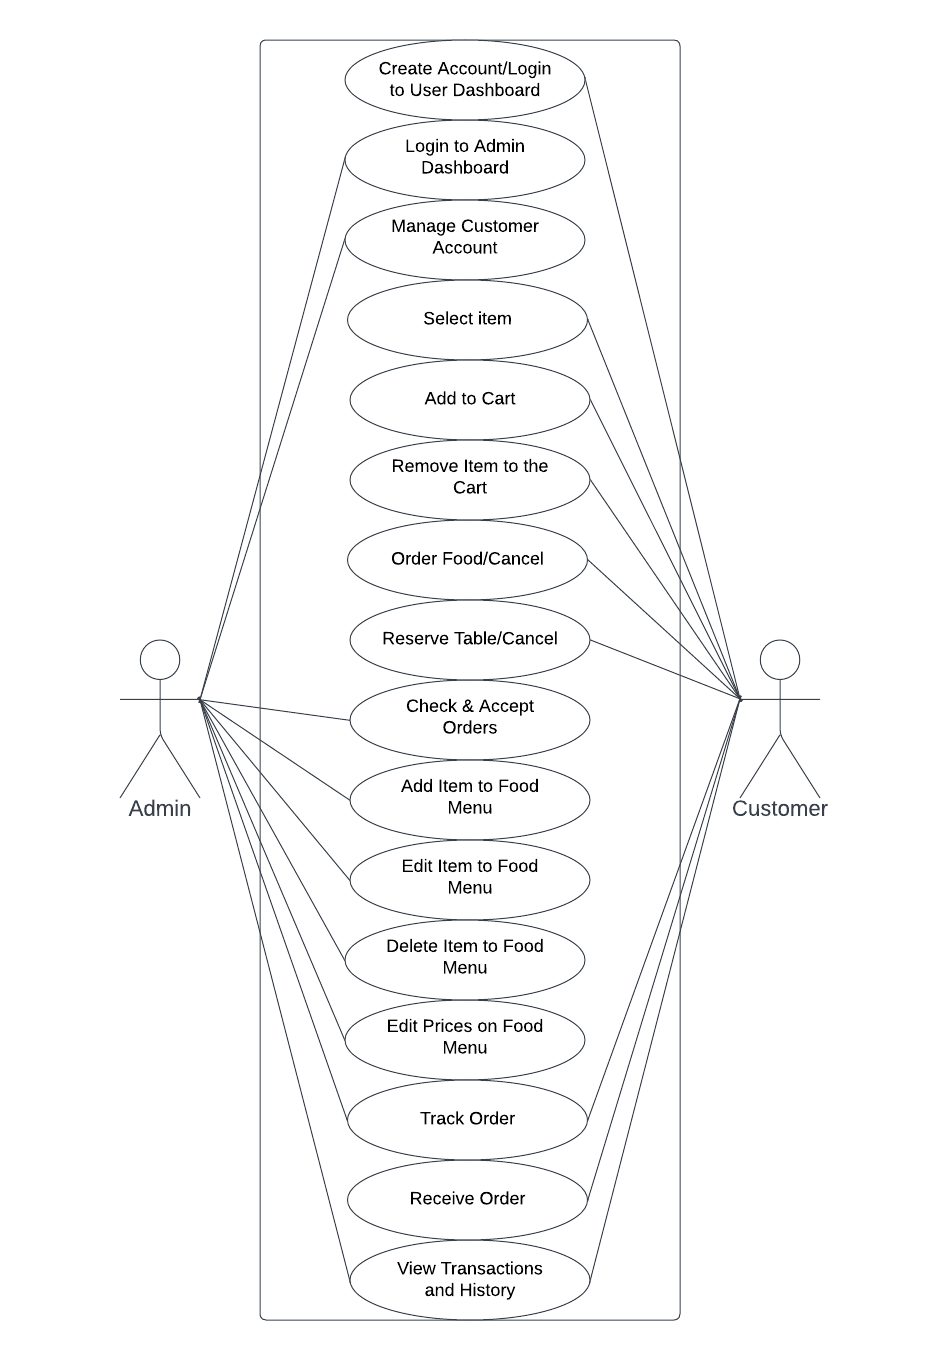 Create Account/Login
to User Dashboard
Login to Admin
Dashboard
Manage Customer
Account
Select item
Add to Cart
Remove Item to the
Cart
Order Food/Cancel
Reserve Table/Cancel
Check & Accept
Orders
Add Item to Food
Menu
Edit Item to Food
Menu
Delete Item to Food
Menu
Edit Prices on Food
Menu
Track Order
Receive Order
View Transactions
and History
Admin
Customer